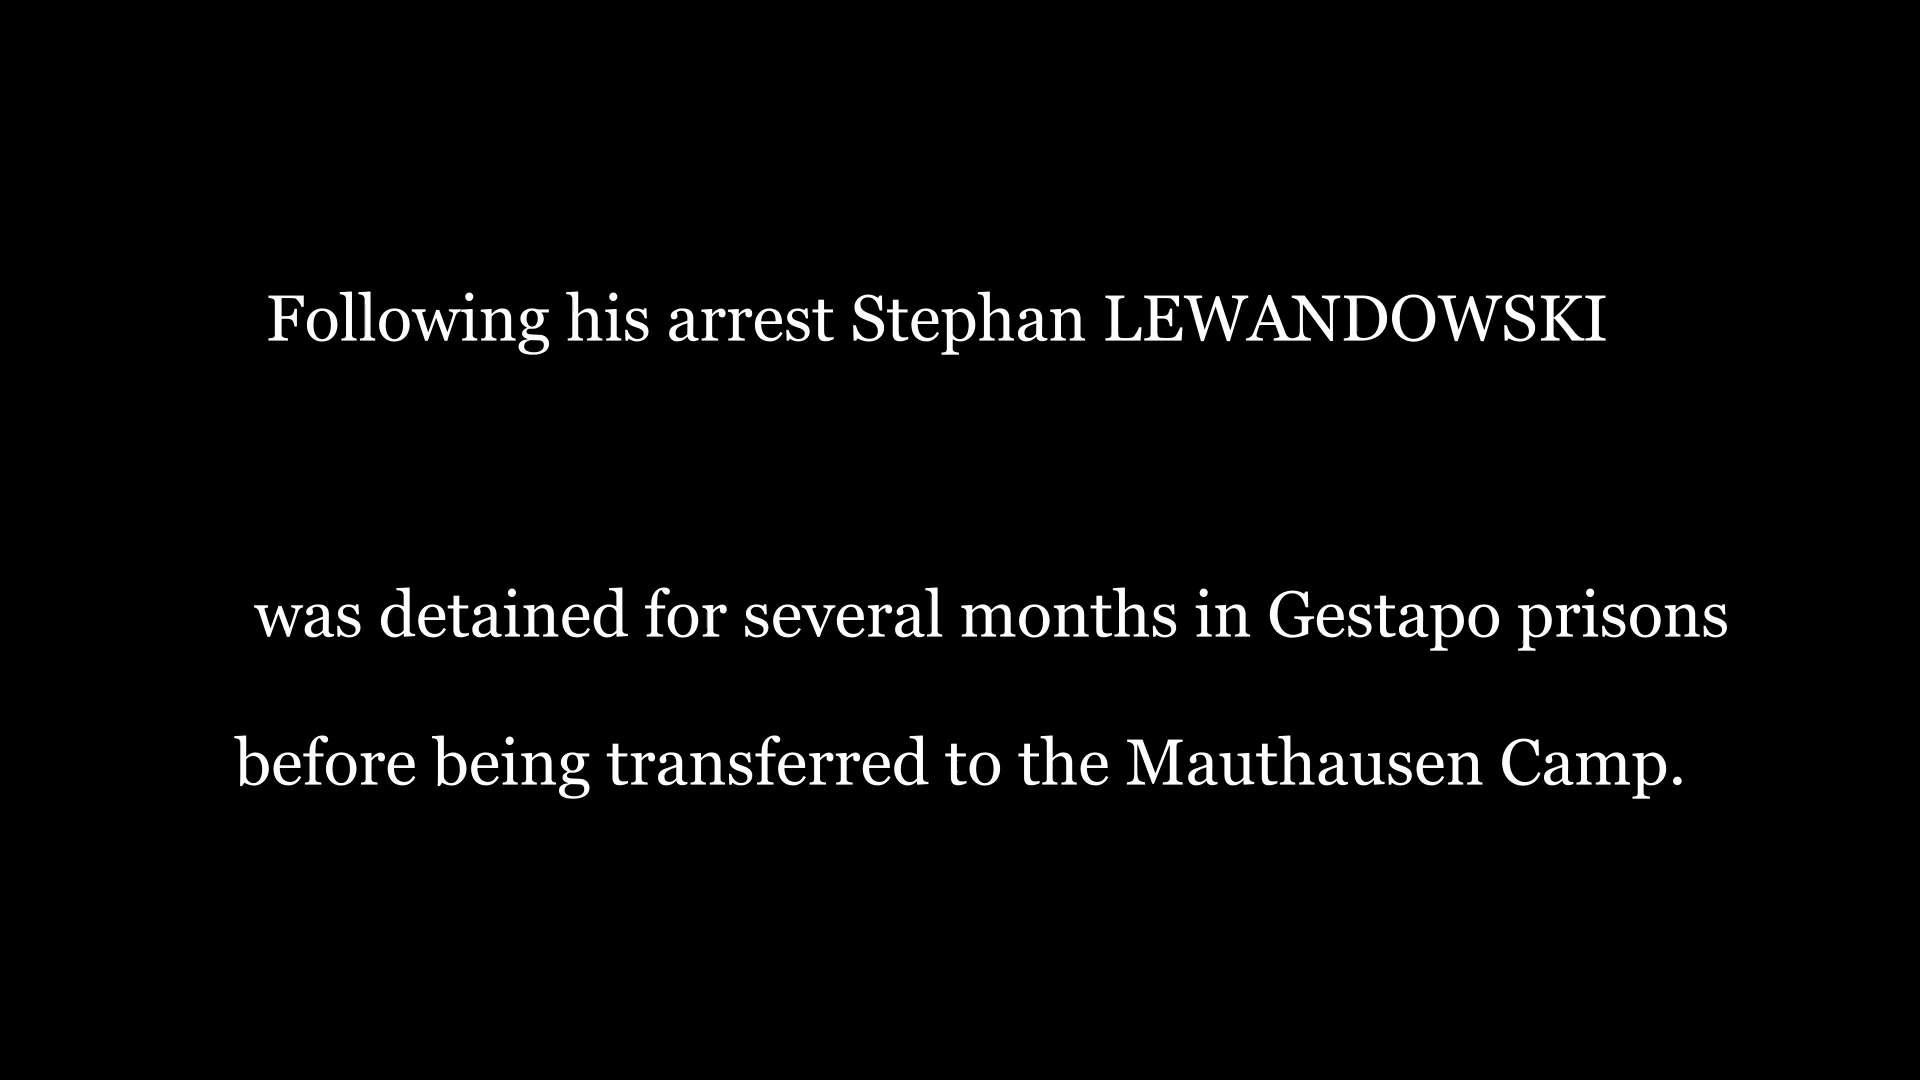 Following his arrest Stephan LEWANDOWSKI
was detained for several months in Gestapo prisons
before being transferred to the Mauthausen Camp.